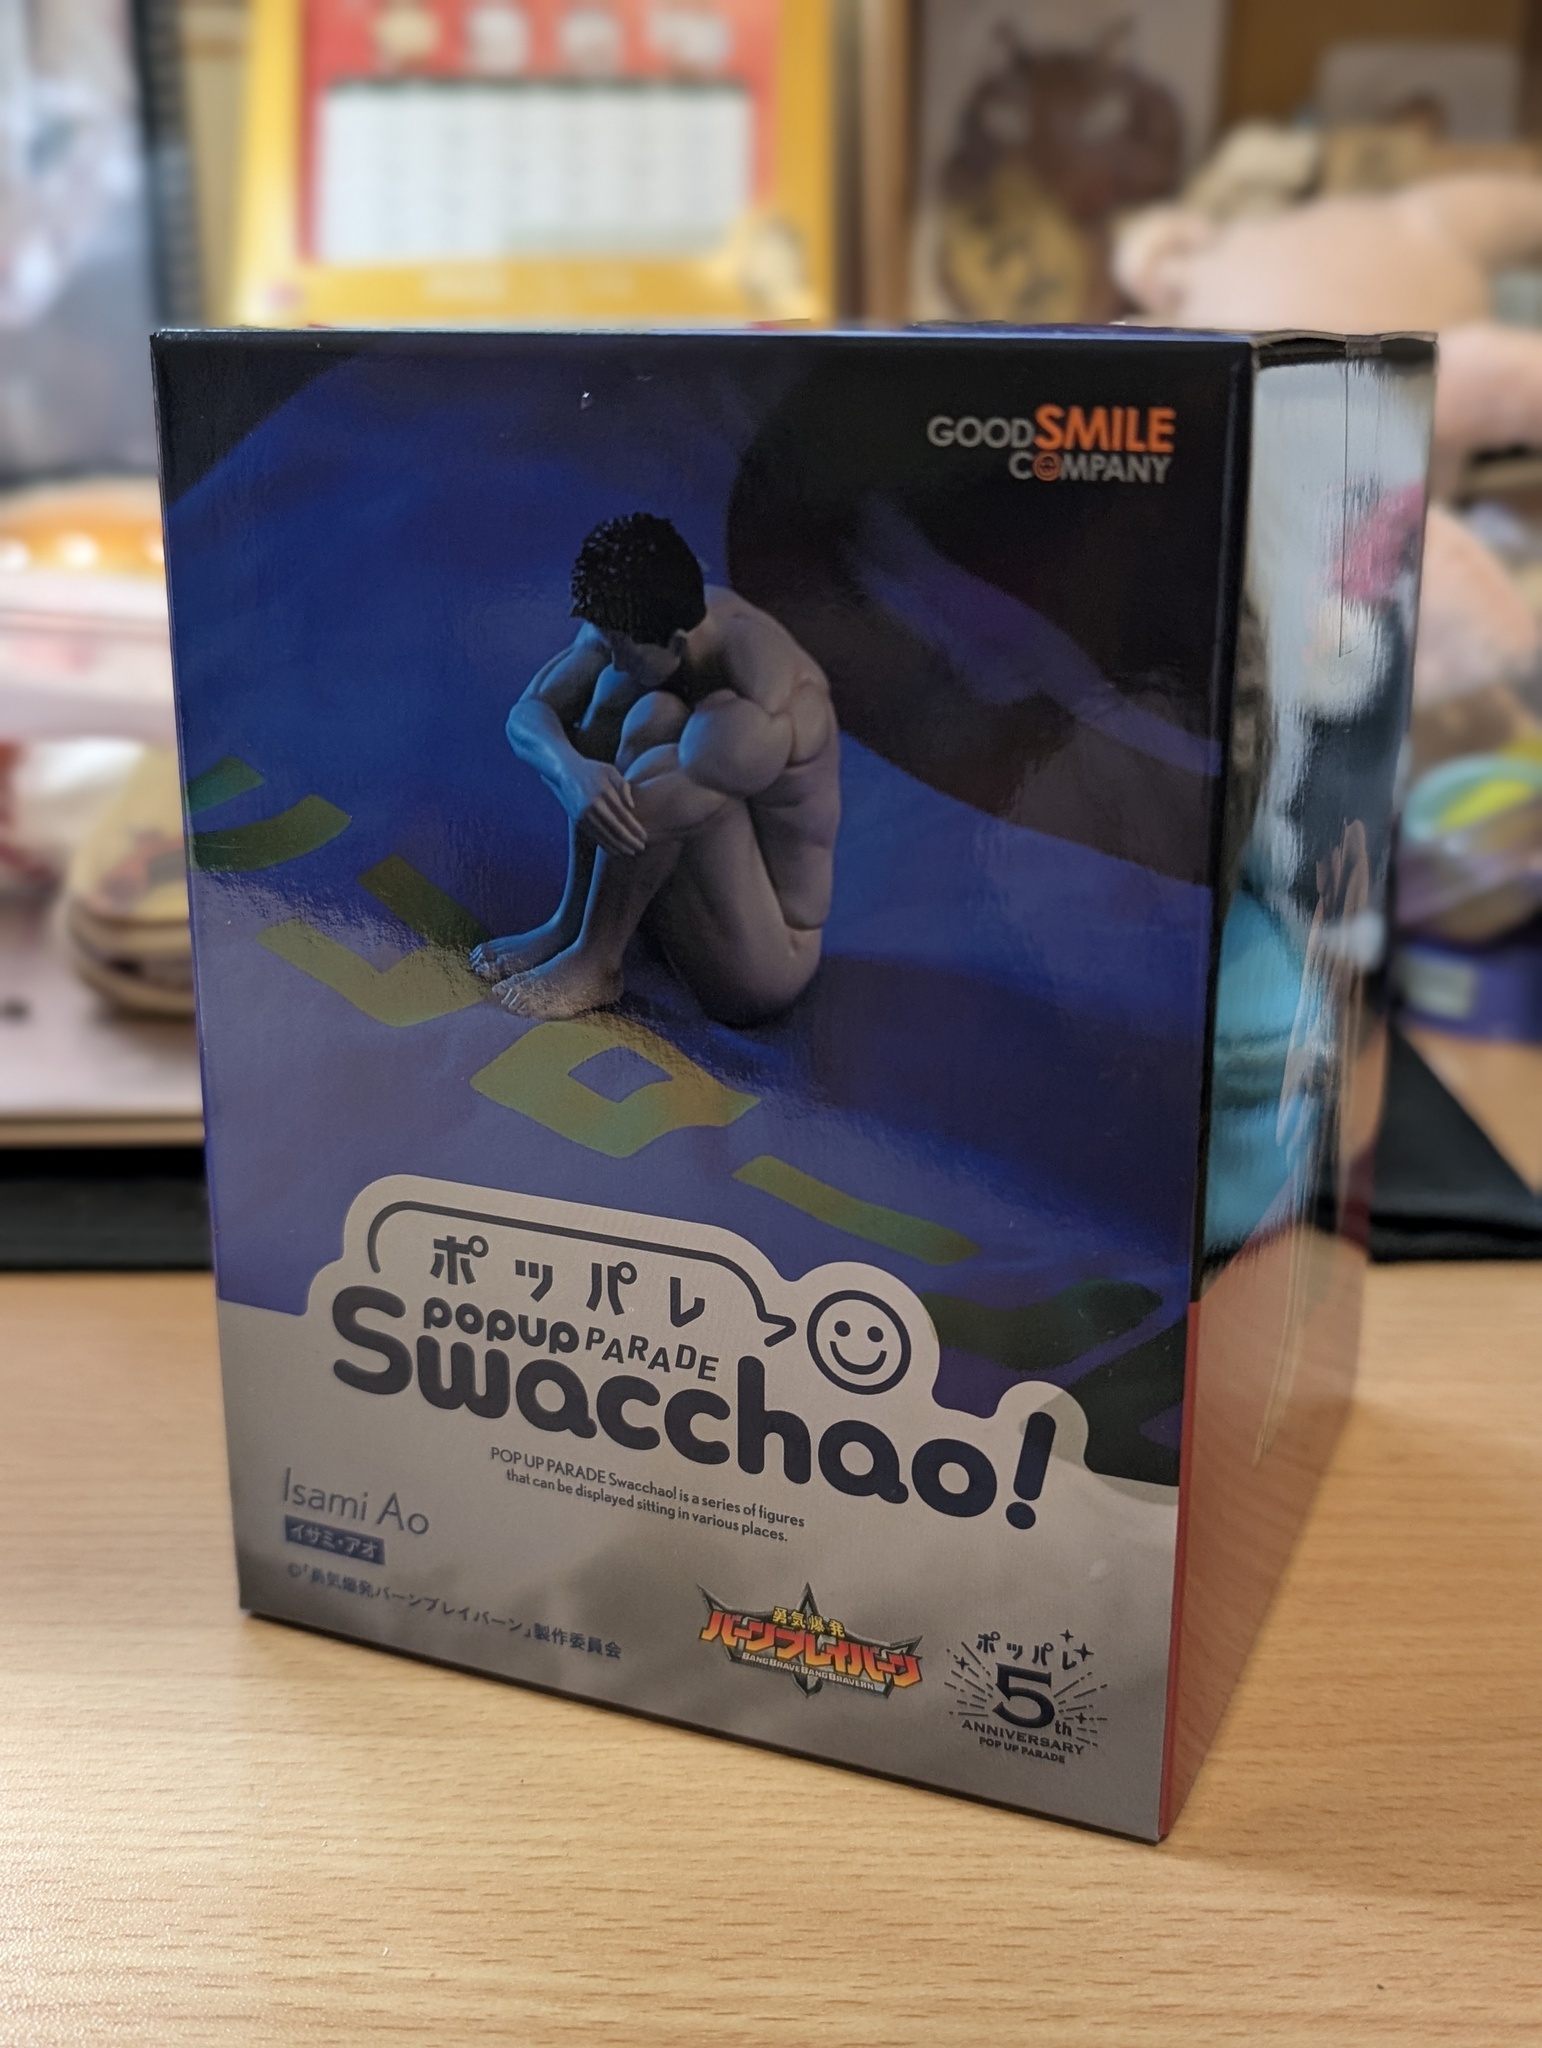 GOODSMILE
COMPANY
ポッパレ
popup PARADE
Swacchao!
POP UP PARADE Swacchao! is a series of figures
that can be displayed sitting in various places.
Isami Ao
イサミ・アオ
©「勇気爆発バーンブレイバーン」製作委員会
勇気爆発
バーンブレイバーン
BANG BRAVE BANG BRAVERN
ポッパレ
5th
ANNIVERSARY
POP UP PARADE